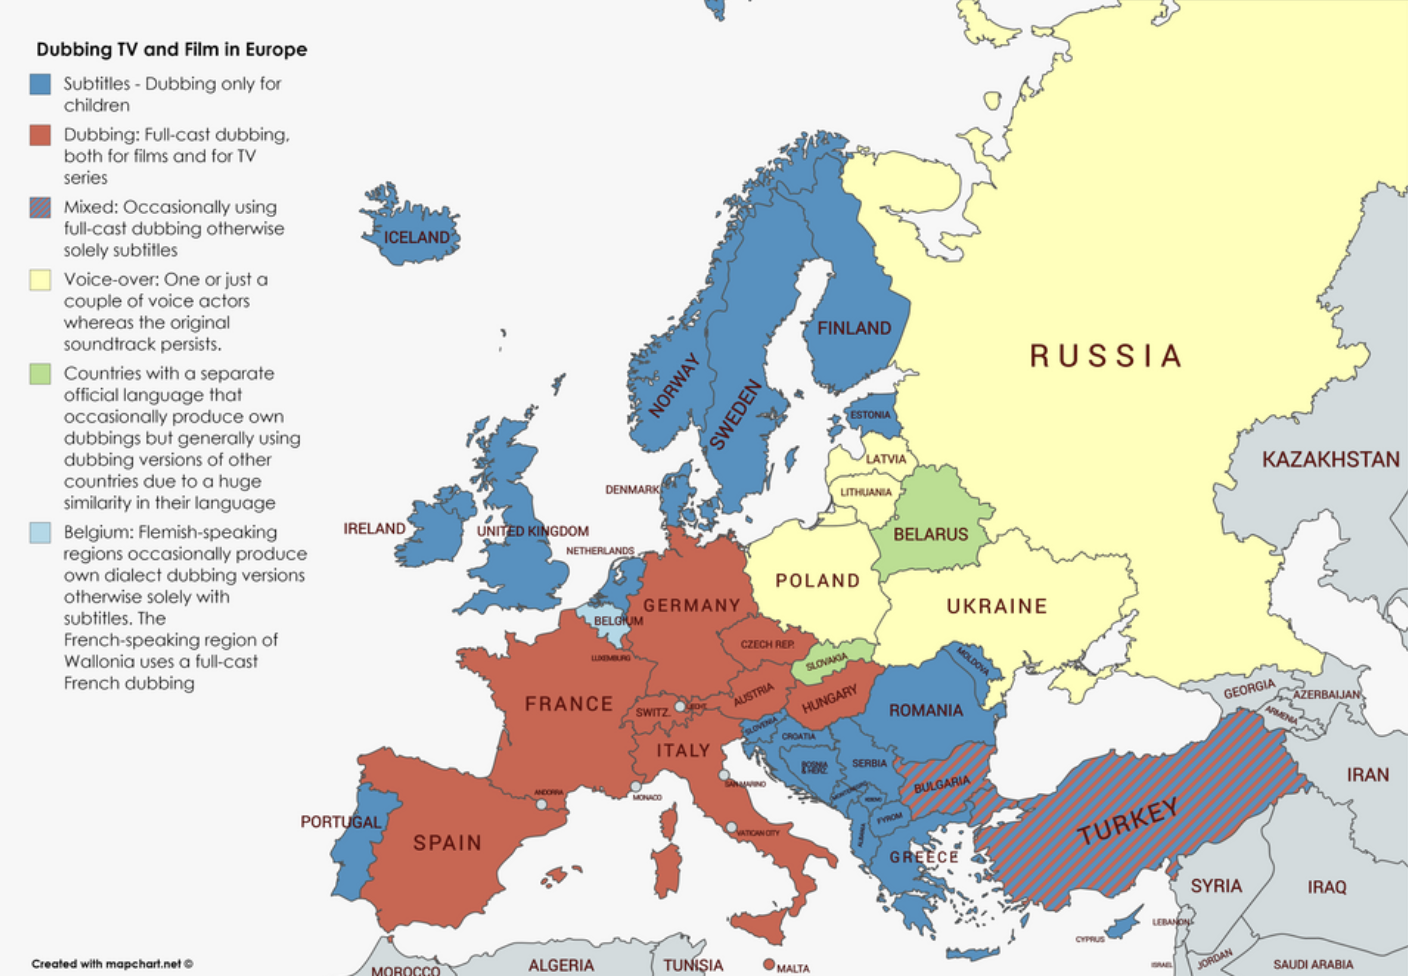 Dubbing TV and Film in Europe
Subtitles - Dubbing only for
children
Dubbing: Full-cast dubbing,
both for films and for TV
series
Mixed: Occasionally using
full-cast dubbing otherwise
solely subtitles
Voice-over: One or just a
couple of voice actors
whereas the original
soundtrack persists.
Countries with a separate
official language that
occasionally produce own
dubbings but generally using
dubbing versions of other
countries due to a huge
similarity in their language
Belgium: Flemish-speaking
regions occasionally produce
own dialect dubbing versions
otherwise solely with
subtitles. The
French-speaking region of
Wallonia uses a full-cast
French dubbing
ICELAND
NORWAY
SWEDEN
FINLAND
RUSSIA
ESTONIA
LATVIA
LITHUANIA
KAZAKHSTAN
DENMARK
IRELAND
UNITED KINGDOM
NETHERLANDS
BELARUS
POLAND
GERMANY
UKRAINE
BELGIUM
LUXEMBURG
CZECH REP.
SLOVAKIA
MOLDOVA
FRANCE
SWITZ.
LIECHT.
AUSTRIA
HUNGARY
ROMANIA
GEORGIA
AZERBAIJAN
ARMENIA
SLOVENIA
CROATIA
ITALY
BOSNIA
& HERZ.
SERBIA
BULGARIA
IRAN
ANDORRA
MONACO
SAN MARINO
MONTENEGRO
KOSOVO
FYROM
ALBANIA
PORTUGAL
SPAIN
VATICAN CITY
GREECE
TURKEY
SYRIA
IRAQ
LEBANON
CYPRUS
ISRAEL
JORDAN
SAUDI ARABIA
MOROCCO
ALGERIA
TUNISIA
MALTA
Created with mapchart.net ©